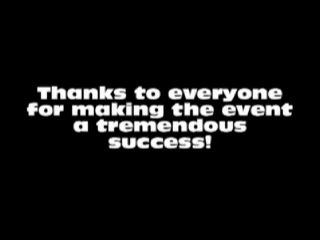 Thanks to everyone
for making the event
a tremendous
success!